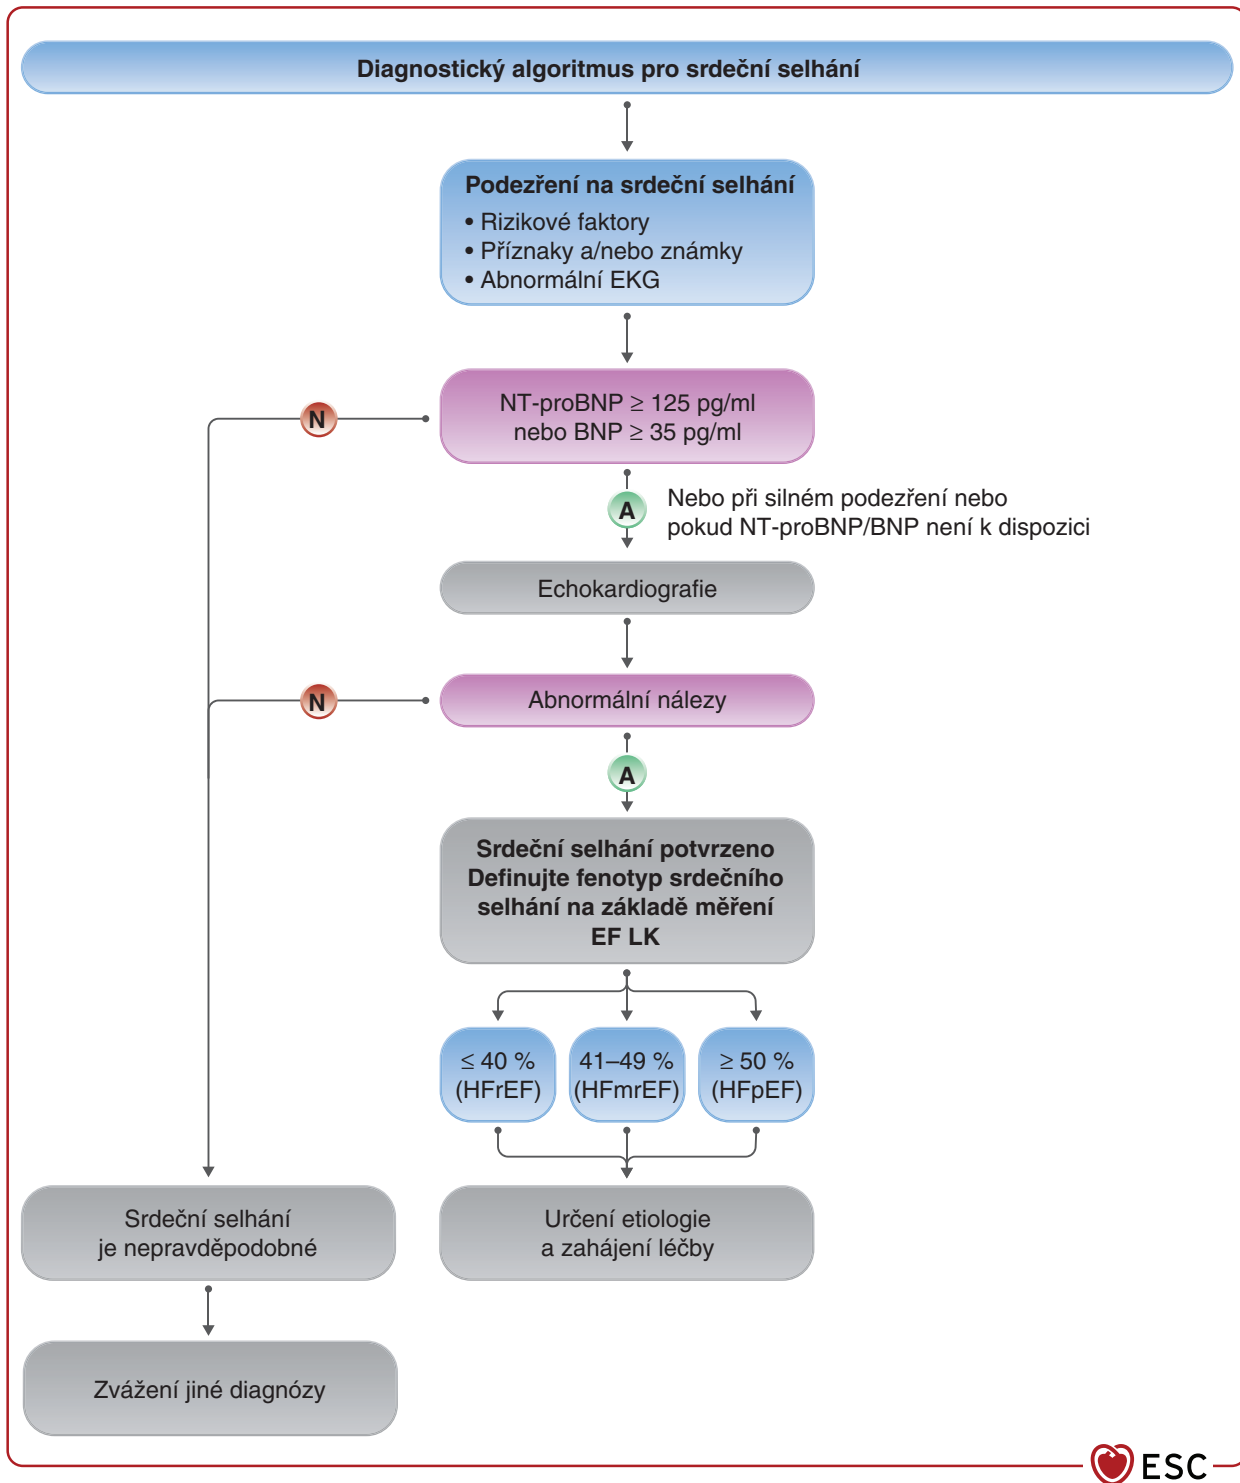 Diagnostický algoritmus pro srdeční selhání
Podezření na srdeční selhání
• Rizikové faktory
• Příznaky a/nebo známky
• Abnormální EKG
NT-proBNP ≥ 125 pg/ml
nebo BNP ≥ 35 pg/ml
N
A
Nebo při silném podezření nebo
pokud NT-proBNP/BNP není k dispozici
Echokardiografie
Abnormální nálezy
N
A
Srdeční selhání potvrzeno
Definujte fenotyp srdečního
selhání na základě měření
EF LK
≤ 40 %
(HFrEF)
41–49 %
(HFmrEF)
≥ 50 %
(HFpEF)
Srdeční selhání
je nepravděpodobné
Určení etiologie
a zahájení léčby
Zvážení jiné diagnózy
ESC